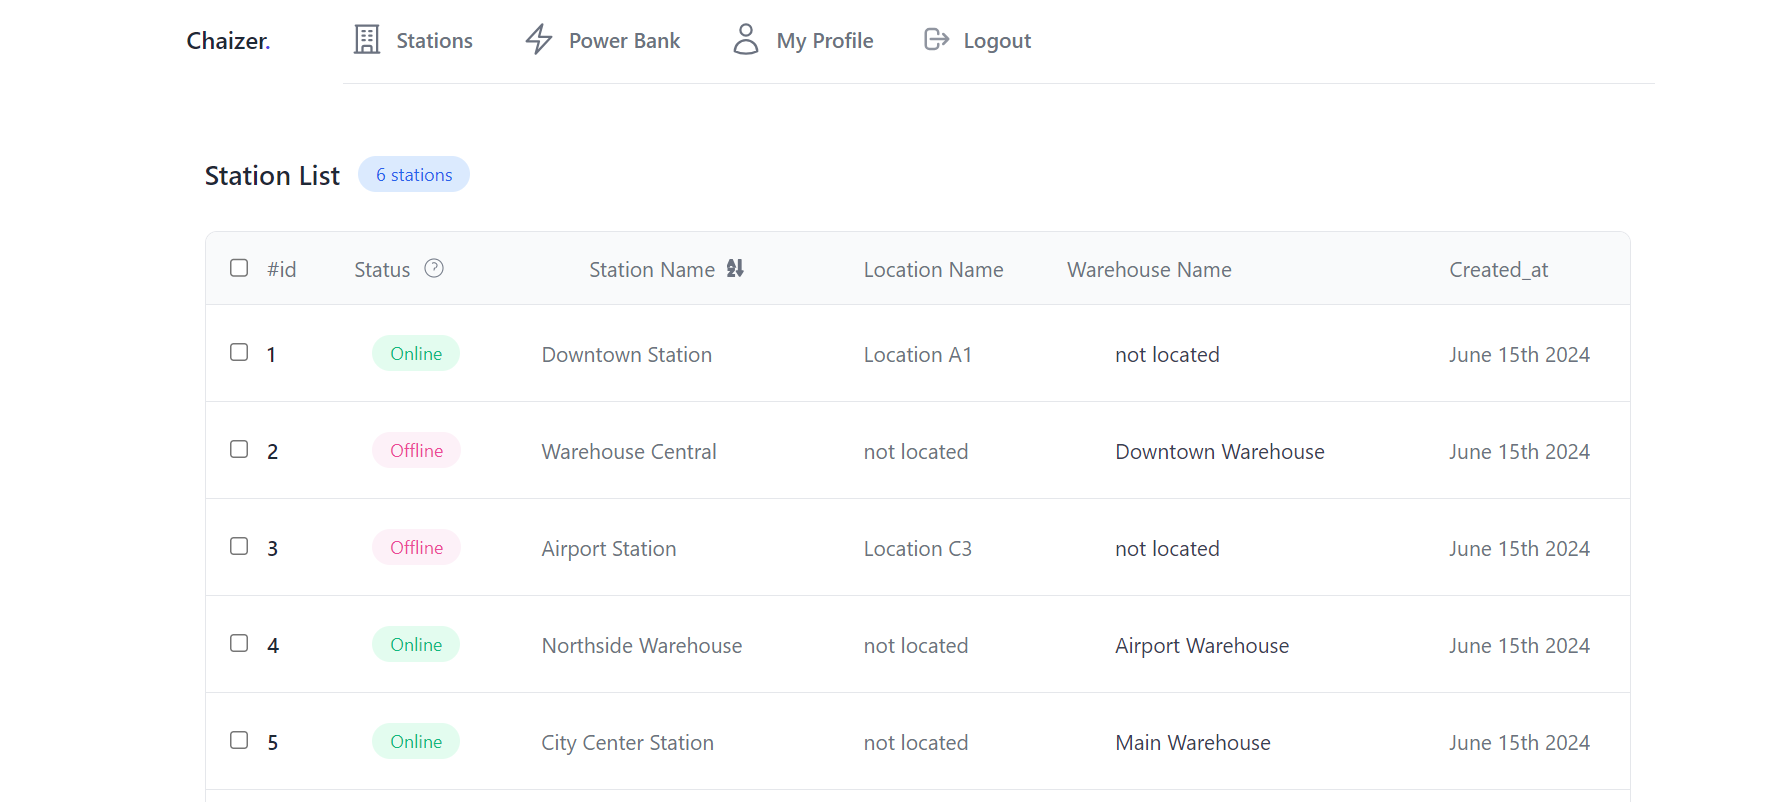 Chaizer. Stations Power Bank My Profile Logout
Station List 6 stations
#id Status Station Name Location Name Warehouse Name Created_at
1 Online Downtown Station Location A1 not located June 15th 2024
2 Offline Warehouse Central not located Downtown Warehouse June 15th 2024
3 Offline Airport Station Location C3 not located June 15th 2024
4 Online Northside Warehouse not located Airport Warehouse June 15th 2024
5 Online City Center Station not located Main Warehouse June 15th 2024